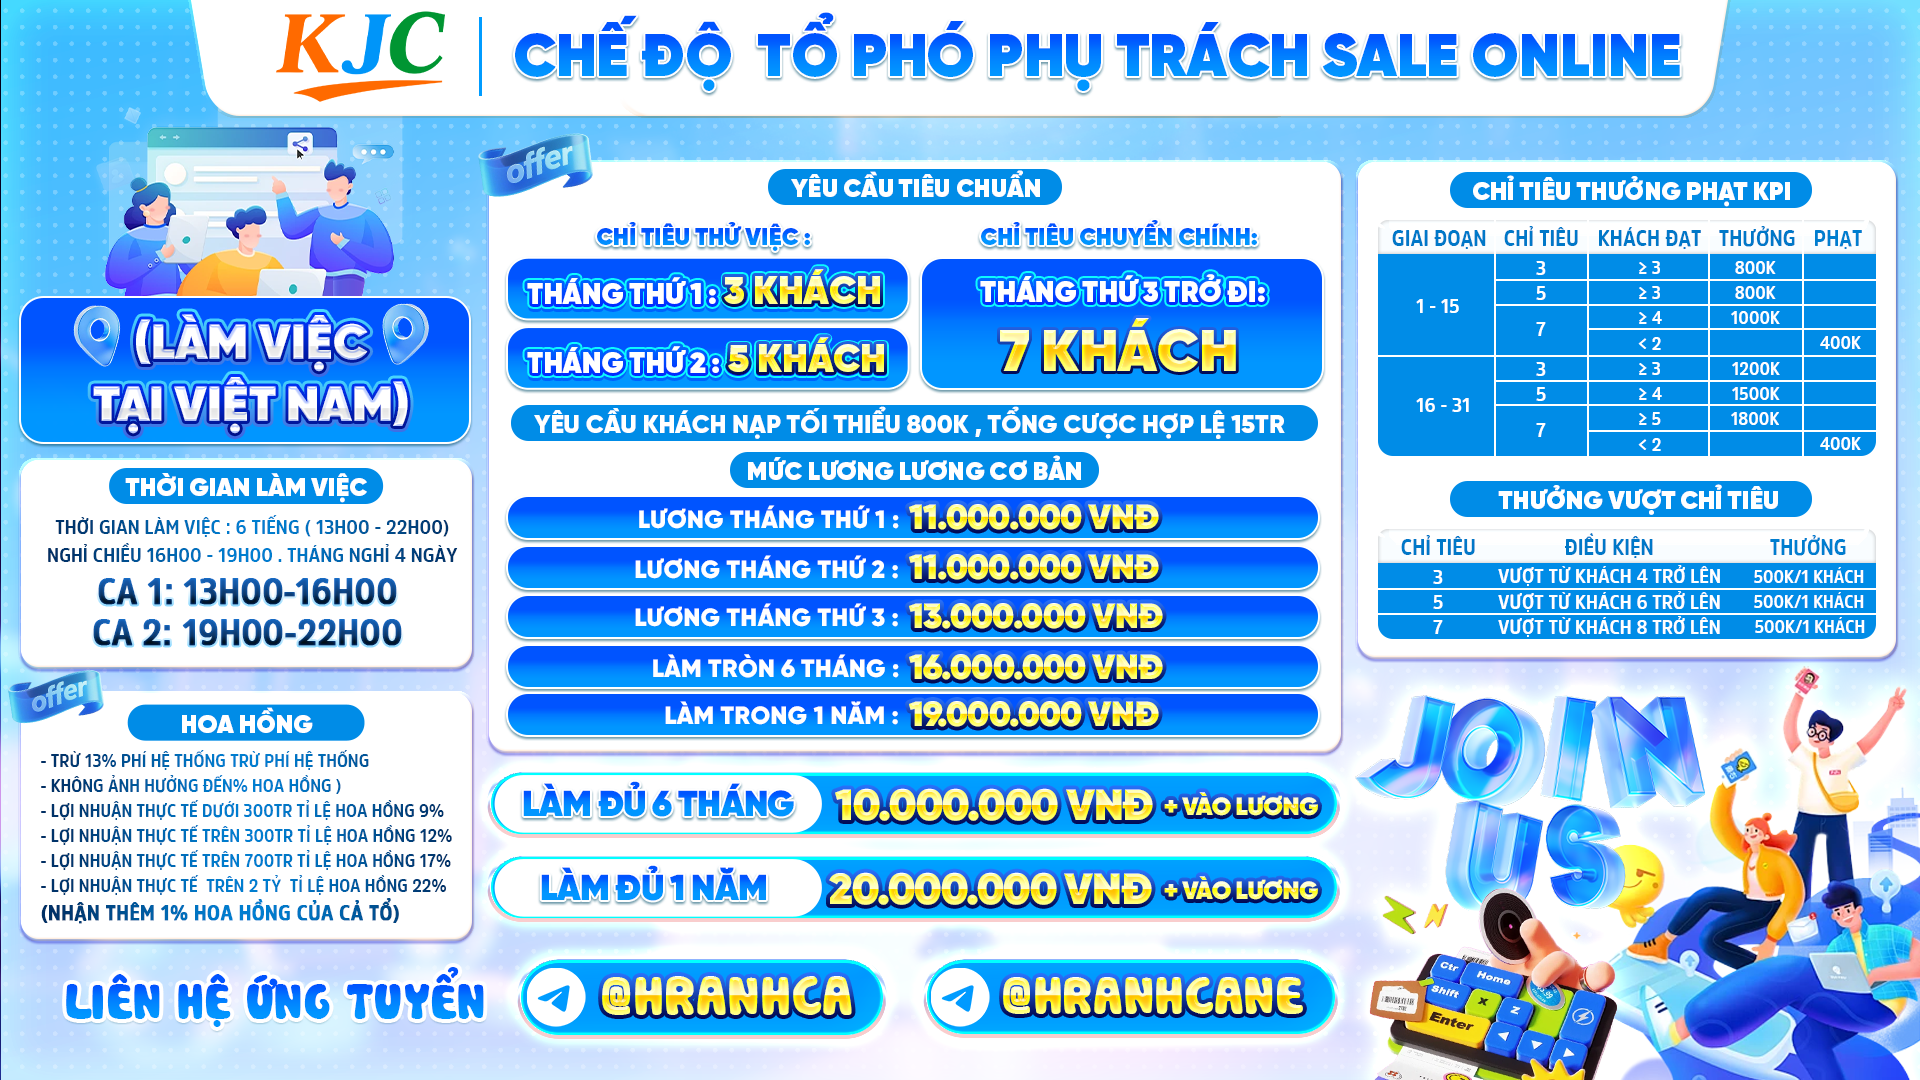 KJC
CHẾ ĐỘ TỔ PHÓ PHỤ TRÁCH SALE ONLINE
(LÀM VIỆC
TẠI VIỆT NAM)
THỜI GIAN LÀM VIỆC
THỜI GIAN LÀM VIỆC : 6 TIẾNG ( 13H00 - 22H00)
NGHỈ CHIỀU 16H00 - 19H00 . THÁNG NGHỈ 4 NGÀY
CA 1: 13H00-16H00
CA 2: 19H00-22H00
offer
HOA HỒNG
- TRỪ 13% PHÍ HỆ THỐNG TRỪ PHÍ HỆ THỐNG
- KHÔNG ẢNH HƯỞNG ĐẾN% HOA HỒNG )
- LỢI NHUẬN THỰC TẾ DƯỚI 300TR TỈ LỆ HOA HỒNG 9%
- LỢI NHUẬN THỰC TẾ TRÊN 300TR TỈ LỆ HOA HỒNG 12%
- LỢI NHUẬN THỰC TẾ TRÊN 700TR TỈ LỆ HOA HỒNG 17%
- LỢI NHUẬN THỰC TẾ TRÊN 2 TỶ TỈ LỆ HOA HỒNG 22%
(NHẬN THÊM 1% HOA HỒNG CỦA CẢ TỔ)
offer
YÊU CẦU TIÊU CHUẨN
CHỈ TIÊU THỬ VIỆC :
THÁNG THỨ 1 : 3 KHÁCH
THÁNG THỨ 2 : 5 KHÁCH
CHỈ TIÊU CHUYỂN CHÍNH:
THÁNG THỨ 3 TRỞ ĐI:
7 KHÁCH
YÊU CẦU KHÁCH NẠP TỐI THIỂU 800K , TỔNG CƯỢC HỢP LỆ 15TR
MỨC LƯƠNG LƯƠNG CƠ BẢN
LƯƠNG THÁNG THỨ 1 : 11.000.000 VNĐ
LƯƠNG THÁNG THỨ 2 : 11.000.000 VNĐ
LƯƠNG THÁNG THỨ 3 : 13.000.000 VNĐ
LÀM TRÒN 6 THÁNG : 16.000.000 VNĐ
LÀM TRONG 1 NĂM : 19.000.000 VNĐ
LÀM ĐỦ 6 THÁNG 10.000.000 VNĐ + VÀO LƯƠNG
LÀM ĐỦ 1 NĂM 20.000.000 VNĐ + VÀO LƯƠNG
CHỈ TIÊU THƯỞNG PHẠT KPI
GIAI ĐOẠN CHỈ TIÊU KHÁCH ĐẠT THƯỞNG PHẠT
1 - 15
3 ≥ 3 800K
5 ≥ 3 800K
7 ≥ 4 1000K
< 2 400K
16 - 31
3 ≥ 3 1200K
5 ≥ 4 1500K
7 ≥ 5 1800K
< 2 400K
THƯỞNG VƯỢT CHỈ TIÊU
CHỈ TIÊU ĐIỀU KIỆN THƯỞNG
3 VƯỢT TỪ KHÁCH 4 TRỞ LÊN 500K/1 KHÁCH
5 VƯỢT TỪ KHÁCH 6 TRỞ LÊN 500K/1 KHÁCH
7 VƯỢT TỪ KHÁCH 8 TRỞ LÊN 500K/1 KHÁCH
JOIN
US
Ctr
Home
Shift
X
Z
Enter
LIÊN HỆ ỨNG TUYỂN
@HRANHCA
@HRANHCANE